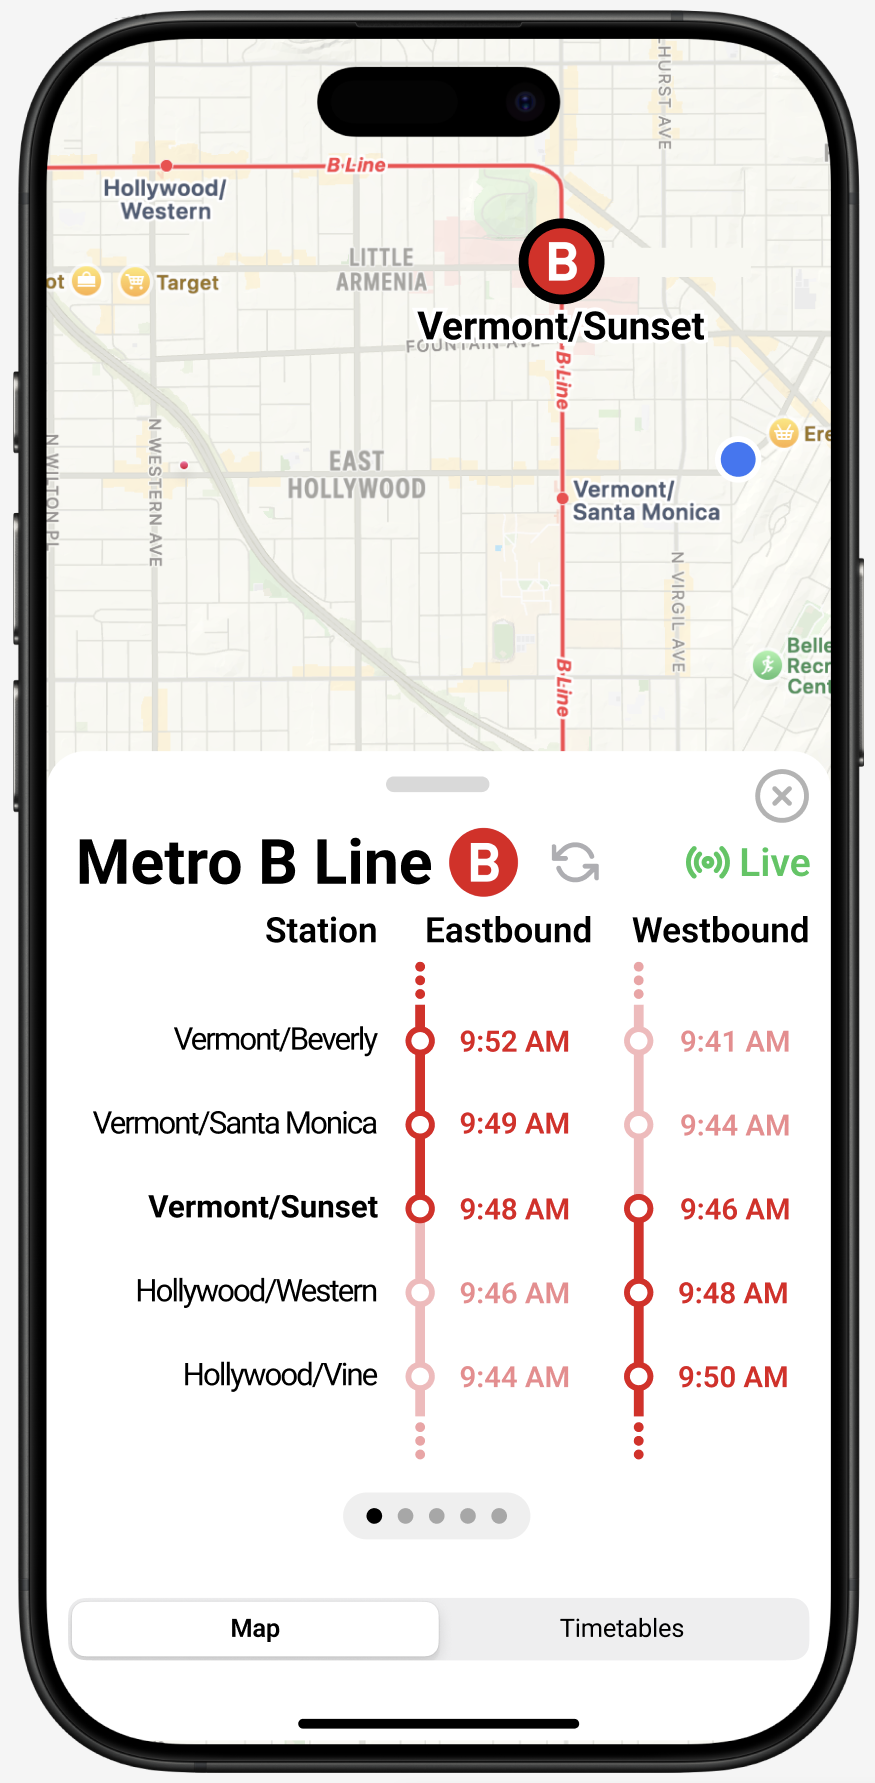 HURST AVE
B Line
Hollywood/
Western
LITTLE
ARMENIA
B
Target
Vermont/Sunset
FOUNTAIN AVE
B Line
N WESTERN AVE
N WILTON PL
EAST
HOLLYWOOD
Vermont/
Santa Monica
N VIRGIL AVE
Belle
Recr
Cent
B Line
Metro B Line B Live
Station Eastbound Westbound
Vermont/Beverly 9:52 AM 9:41 AM
Vermont/Santa Monica 9:49 AM 9:44 AM
Vermont/Sunset 9:48 AM 9:46 AM
Hollywood/Western 9:46 AM 9:48 AM
Hollywood/Vine 9:44 AM 9:50 AM
Map Timetables